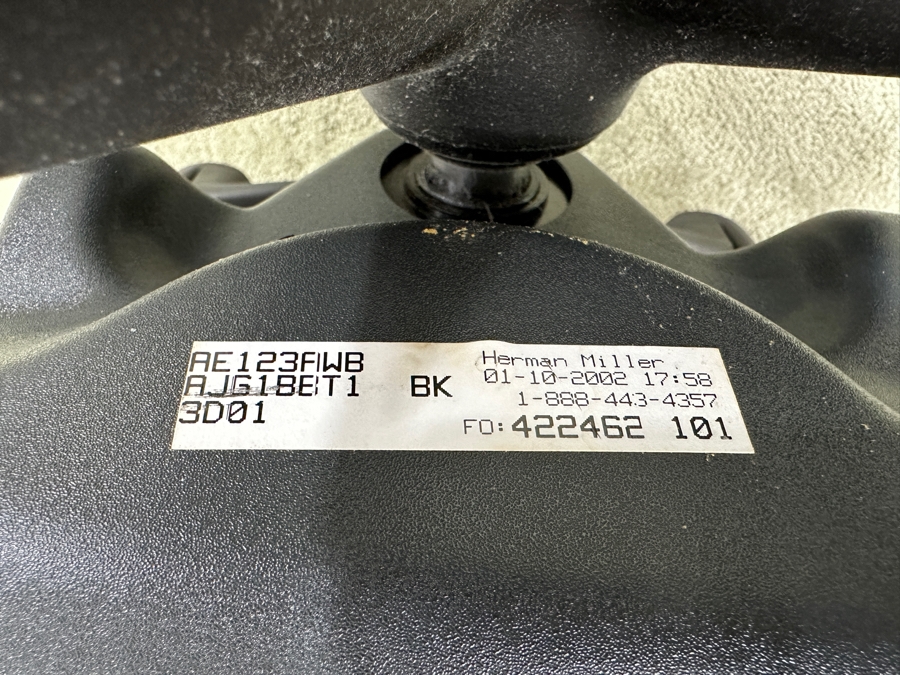 AE123AWB
AJG1BBT1 BK
3D01
Herman Miller
01-10-2002 17:58
1-888-443-4357
FO: 422462 101